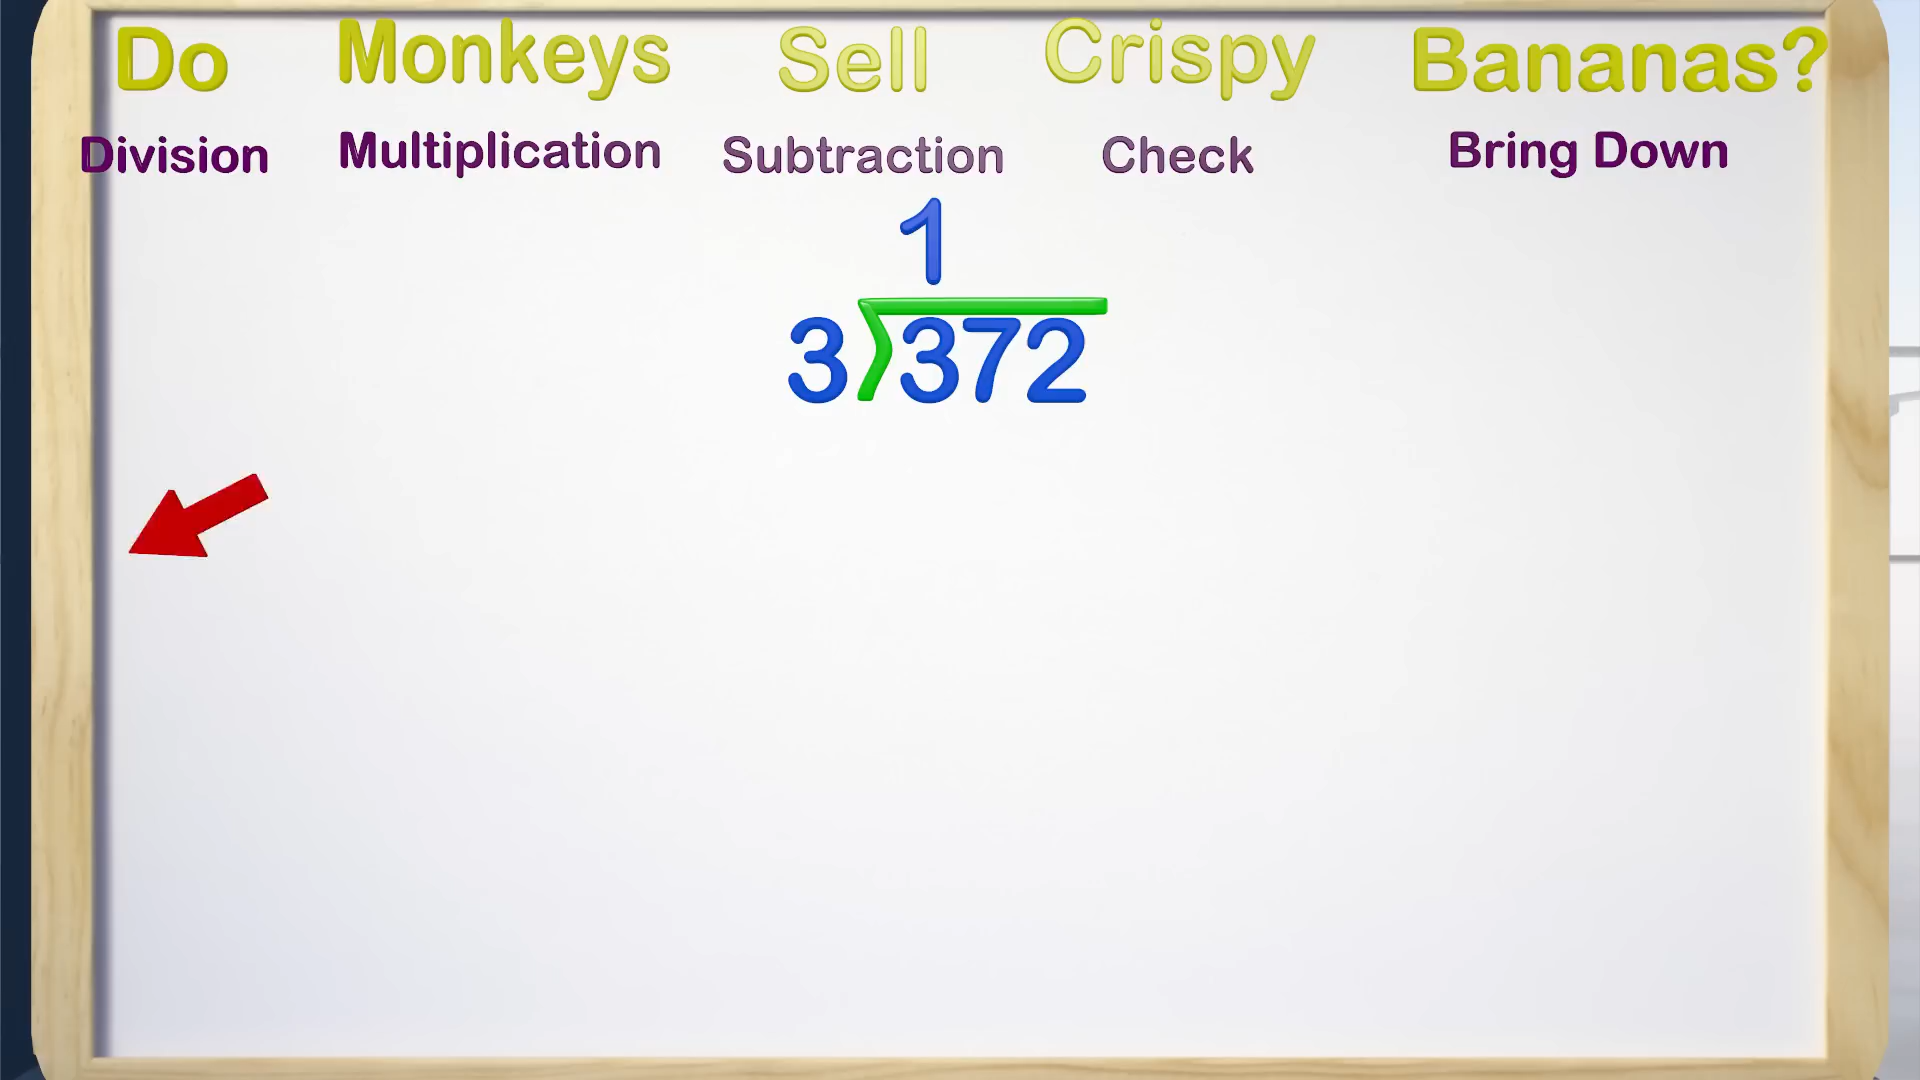 Do Monkeys Sell Crispy Bananas?
Division Multiplication Subtraction Check Bring Down
1
3 372